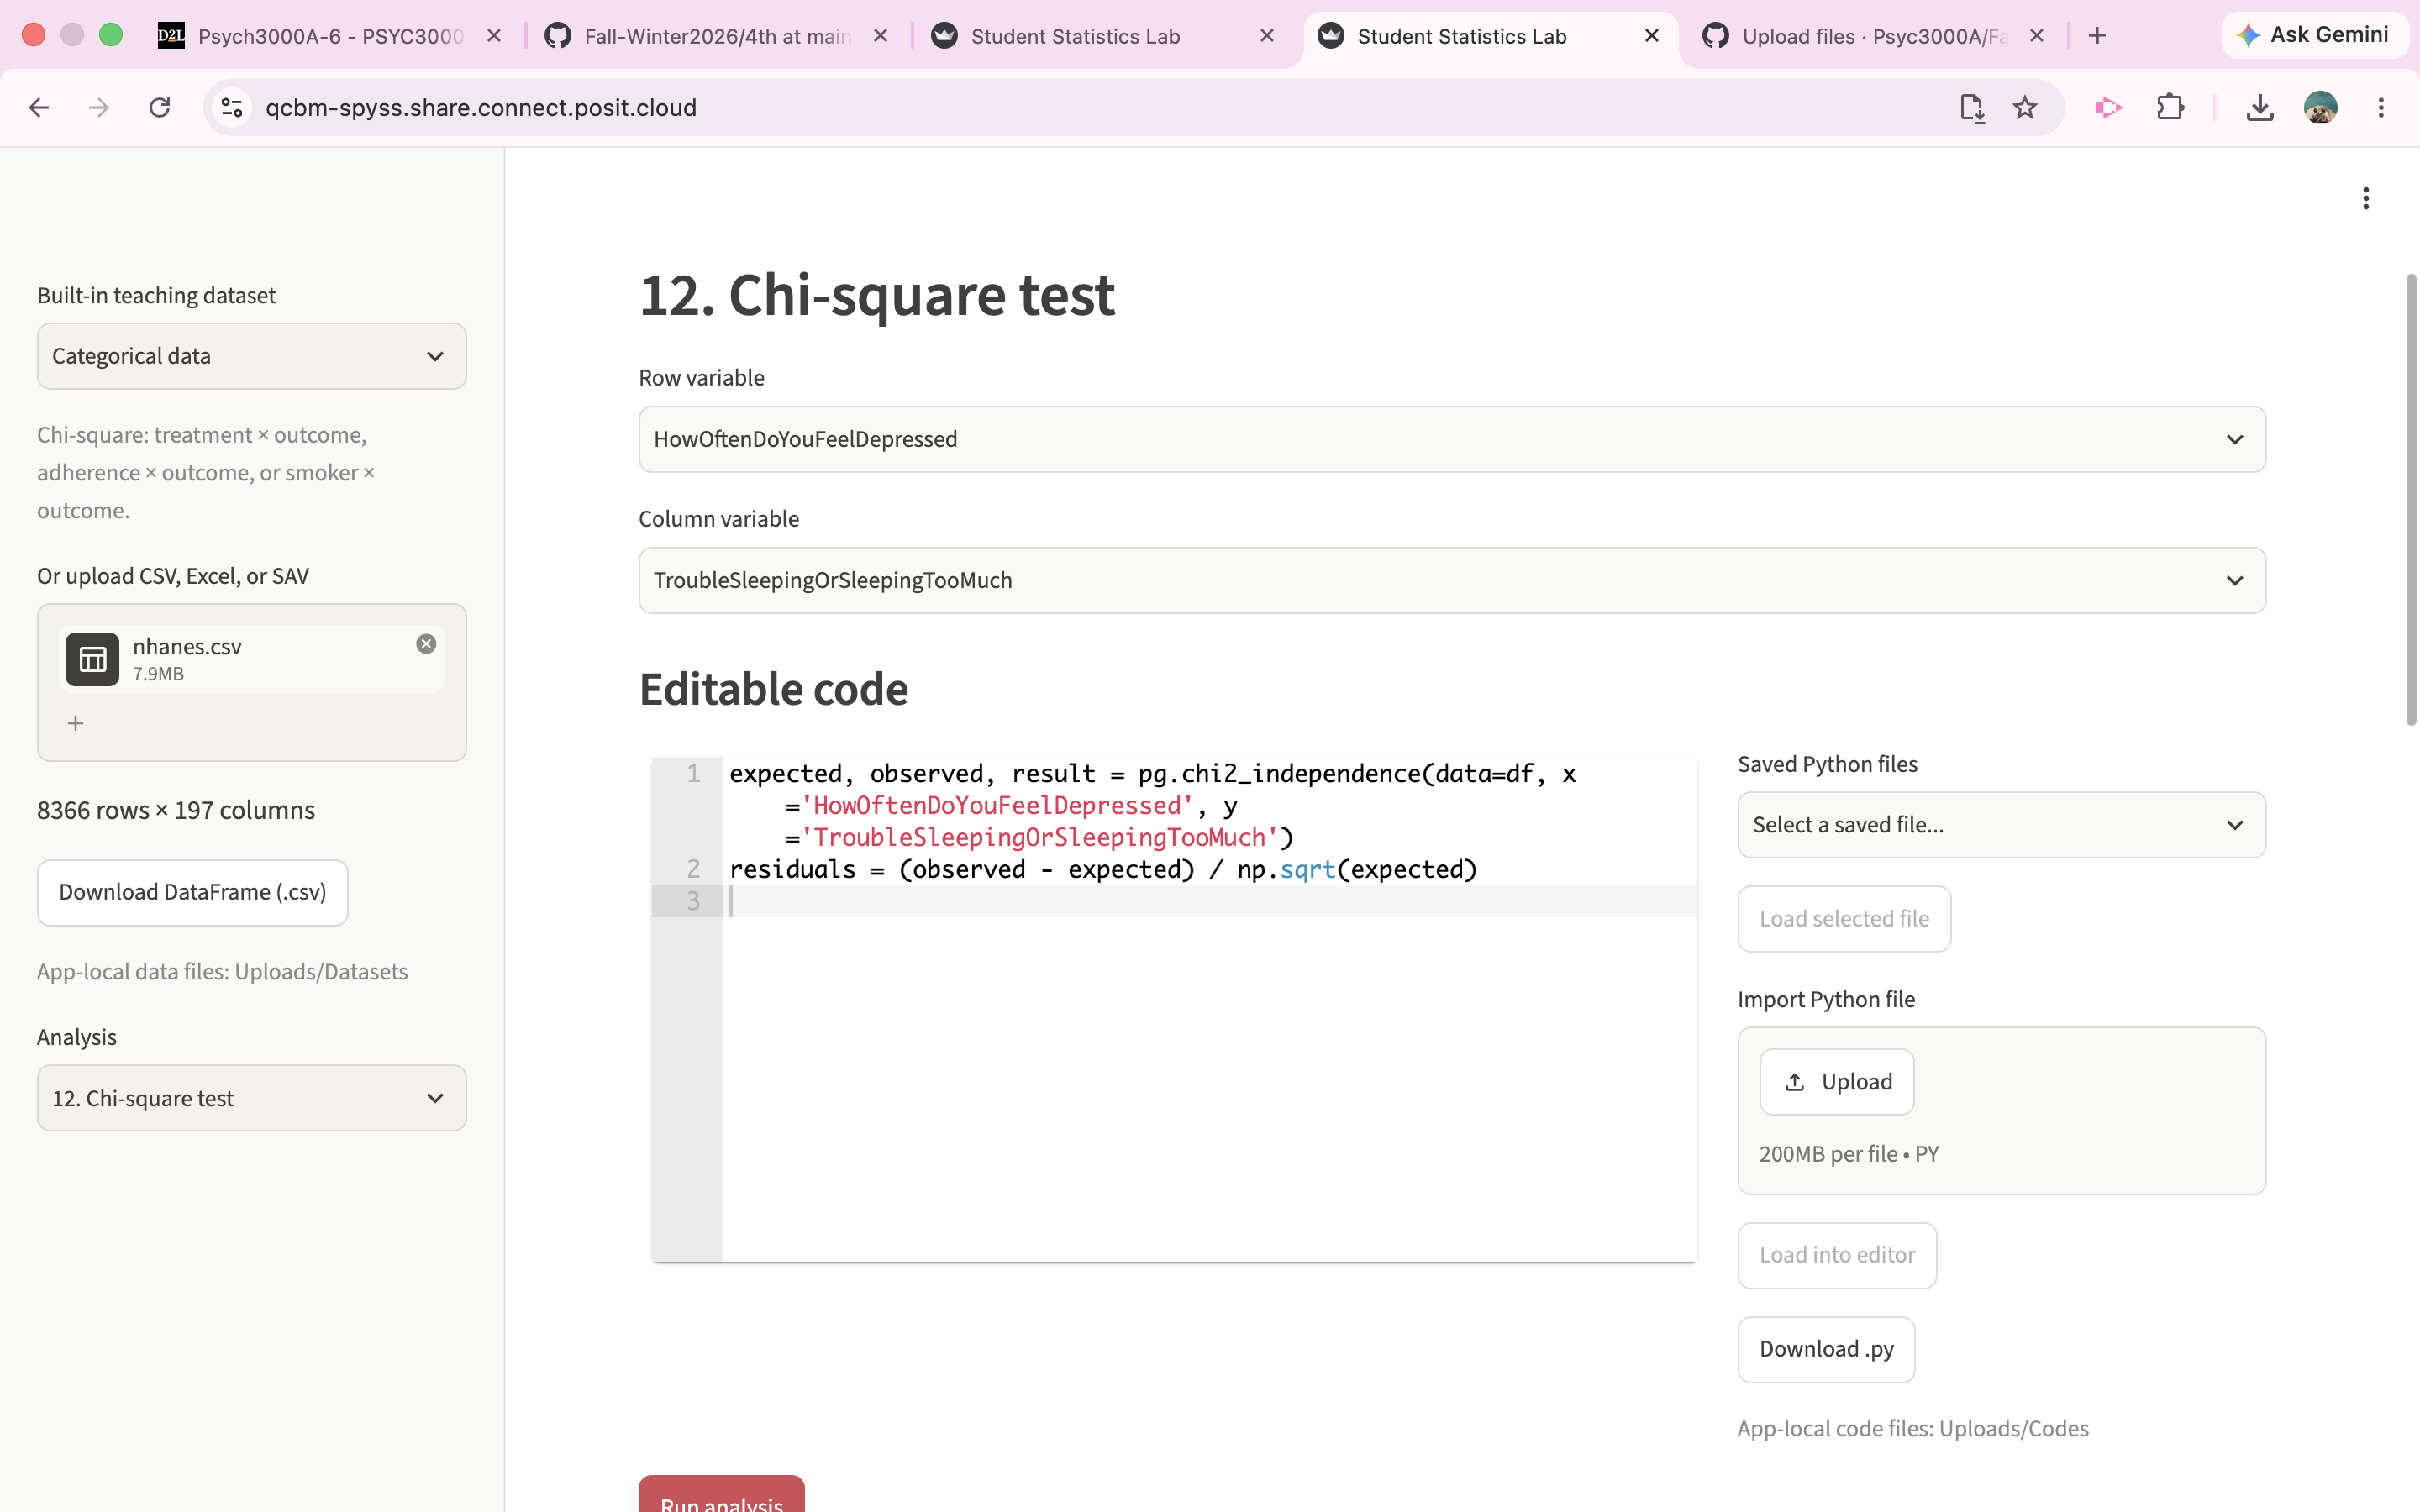 D2L Psych3000A-6 - PSYC3000
Fall-Winter2026/4th at main
Student Statistics Lab
Student Statistics Lab
Upload files · Psyc3000A/Fa
Ask Gemini
qcbm-spyss.share.connect.posit.cloud
Built-in teaching dataset
Categorical data
Chi-square: treatment × outcome,
adherence × outcome, or smoker ×
outcome.
Or upload CSV, Excel, or SAV
nhanes.csv
7.9MB
8366 rows × 197 columns
Download DataFrame (.csv)
App-local data files: Uploads/Datasets
Analysis
12. Chi-square test
12. Chi-square test
Row variable
HowOftenDoYouFeelDepressed
Column variable
TroubleSleepingOrSleepingTooMuch
Editable code
1 expected, observed, result = pg.chi2_independence(data=df, x
='HowOftenDoYouFeelDepressed', y
='TroubleSleepingOrSleepingTooMuch')
2 residuals = (observed - expected) / np.sqrt(expected)
3
Saved Python files
Select a saved file...
Load selected file
Import Python file
Upload
200MB per file • PY
Load into editor
Download .py
App-local code files: Uploads/Codes
Run analysis